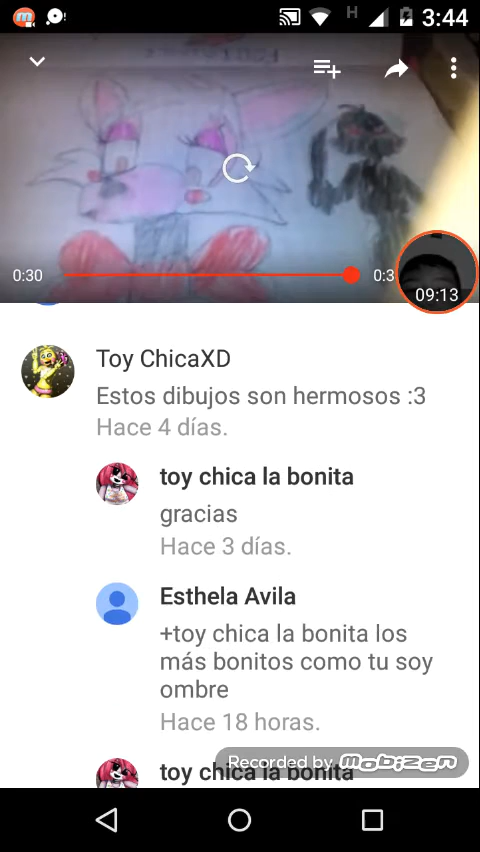 H
3:44
0:30
0:3
09:13
Toy ChicaXD
Estos dibujos son hermosos :3
Hace 4 días.
toy chica la bonita
gracias
Hace 3 días.
Esthela Avila
+toy chica la bonita los
más bonitos como tu soy
ombre
Hace 18 horas.
Recorded by mobizen
toy chica la bonita